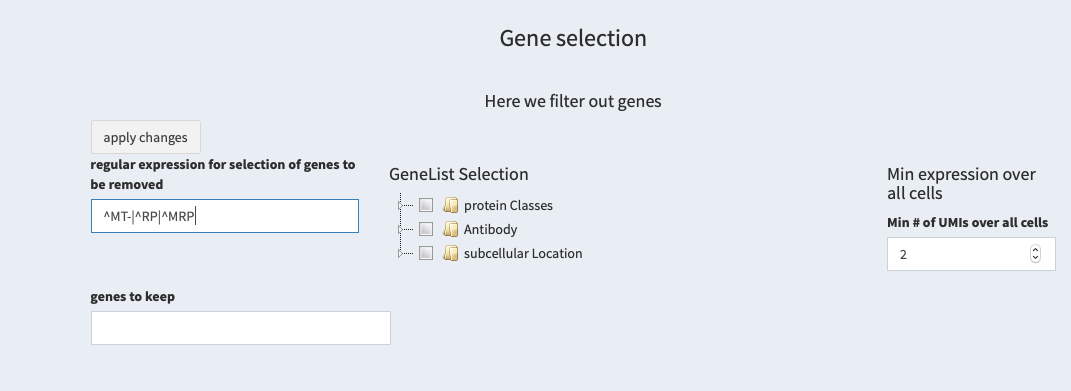 Gene selection
Here we filter out genes
apply changes
regular expression for selection of genes to
be removed
^MT-|^RP|^MRP
genes to keep
GeneList Selection
protein Classes
Antibody
subcellular Location
Min expression over
all cells
Min # of UMIs over all cells
2